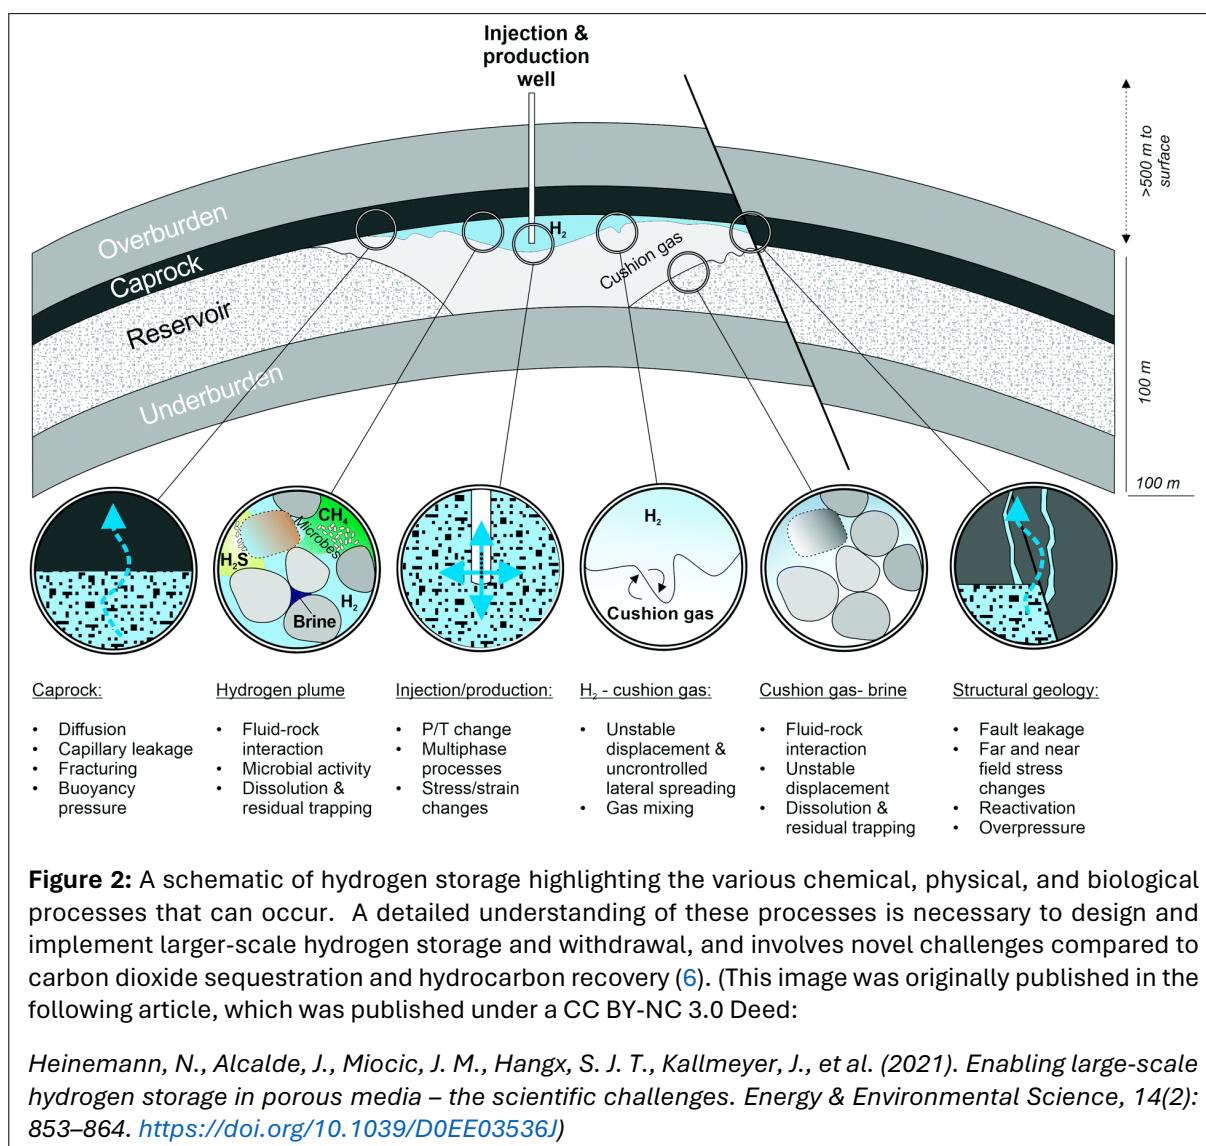 Injection &
production
well
>500 m to
surface
Overburden
Caprock
Reservoir
Underburden
H₂
Cushion gas
100 m
100 m
CH₄
Microbes
H₂S
H₂
Brine
H₂
Cushion gas
Caprock:
• Diffusion
• Capillary leakage
• Fracturing
• Buoyancy
pressure
Hydrogen plume
• Fluid-rock
interaction
• Microbial activity
• Dissolution &
residual trapping
Injection/production:
• P/T change
• Multiphase
processes
• Stress/strain
changes
H₂ - cushion gas:
• Unstable
displacement &
uncrontrolled
lateral spreading
• Gas mixing
Cushion gas- brine
• Fluid-rock
interaction
• Unstable
displacement
• Dissolution &
residual trapping
Structural geology:
• Fault leakage
• Far and near
field stress
changes
• Reactivation
• Overpressure
Figure 2: A schematic of hydrogen storage highlighting the various chemical, physical, and biological
processes that can occur. A detailed understanding of these processes is necessary to design and
implement larger-scale hydrogen storage and withdrawal, and involves novel challenges compared to
carbon dioxide sequestration and hydrocarbon recovery (6). (This image was originally published in the
following article, which was published under a CC BY-NC 3.0 Deed:
Heinemann, N., Alcalde, J., Miocic, J. M., Hangx, S. J. T., Kallmeyer, J., et al. (2021). Enabling large-scale
hydrogen storage in porous media – the scientific challenges. Energy & Environmental Science, 14(2):
853–864. https://doi.org/10.1039/D0EE03536J)